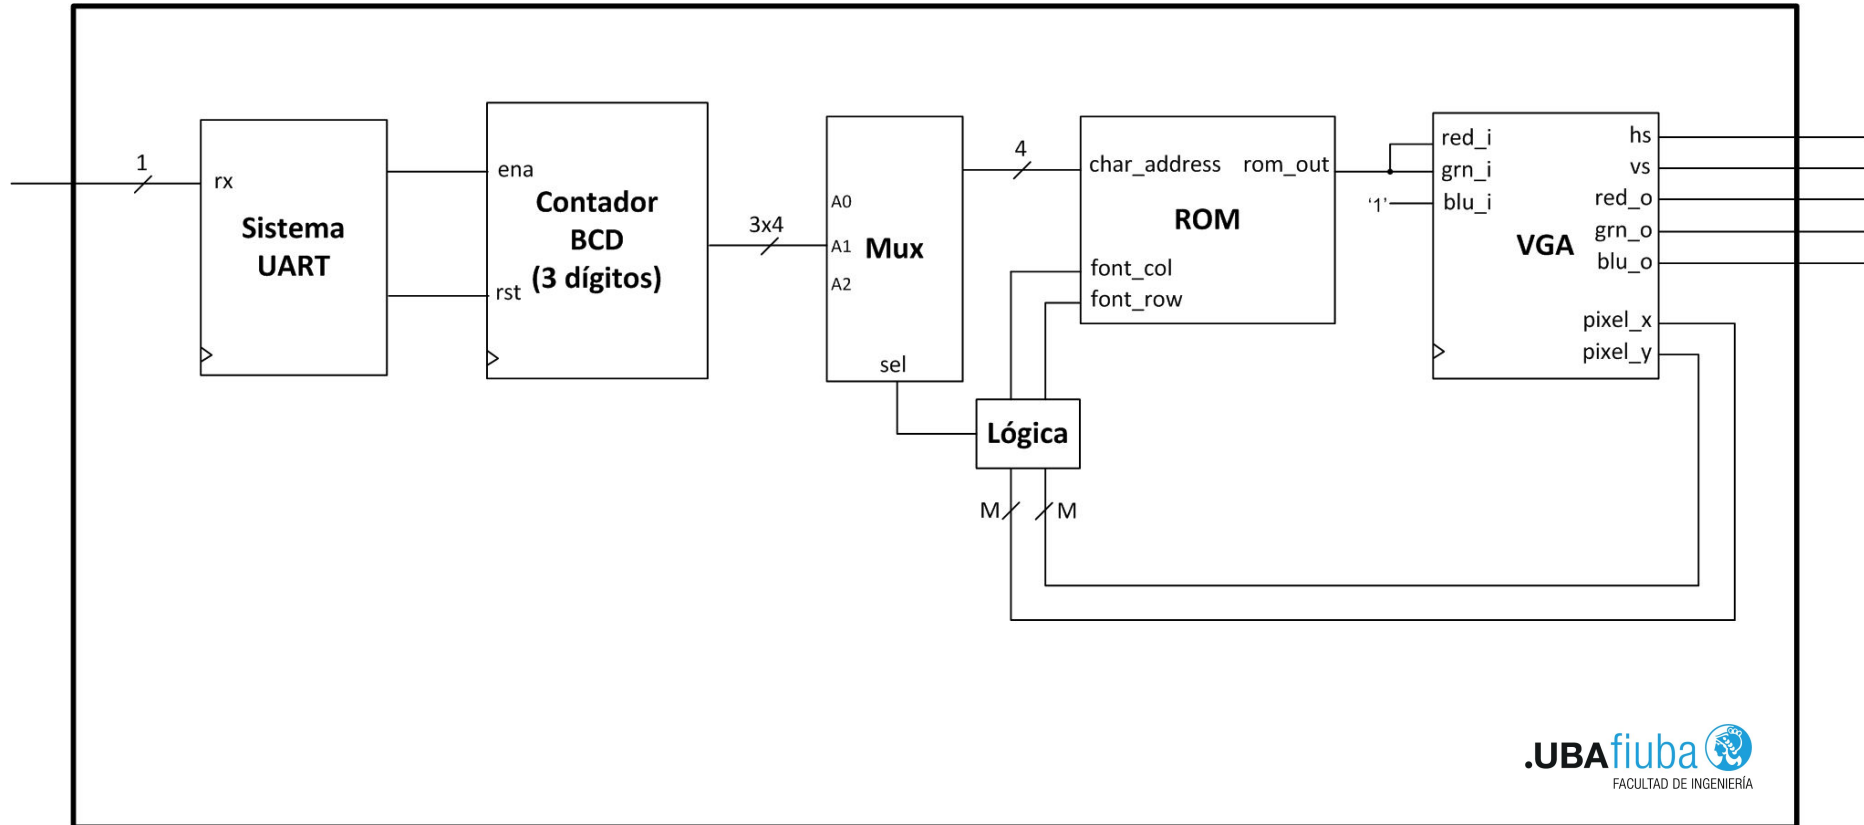 1
rx
Sistema
UART
ena
rst
Contador
BCD
(3 dígitos)
3x4
A0
A1
A2
Mux
sel
4
char_address
rom_out
ROM
font_col
font_row
Lógica
M
M
red_i
grn_i
'1'
blu_i
VGA
hs
vs
red_o
grn_o
blu_o
pixel_x
pixel_y
.UBAfiuba
FACULTAD DE INGENIERÍA